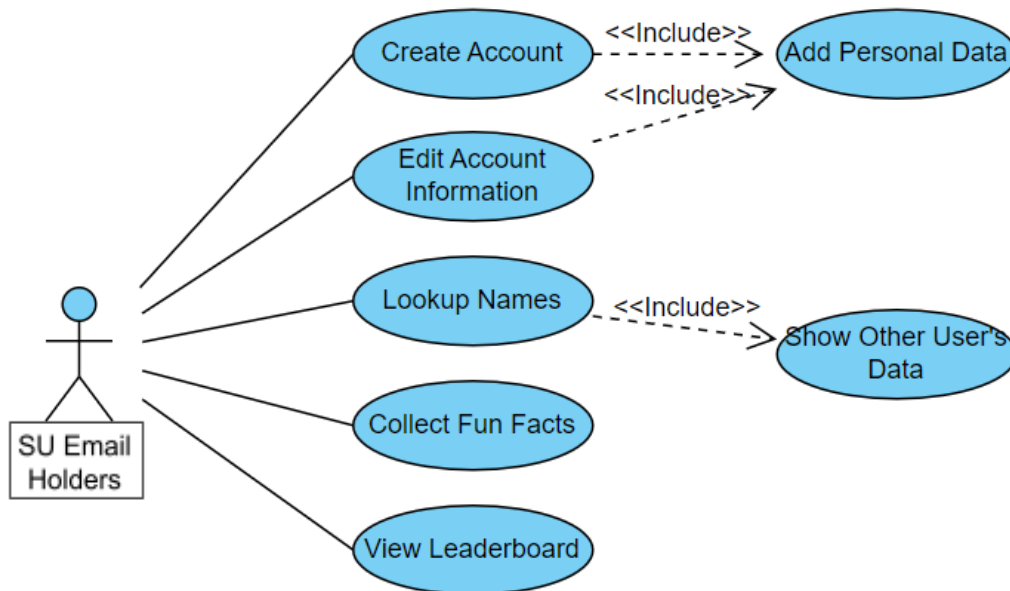 Create Account
<<Include>>
Add Personal Data
<<Include>>
Edit Account
Information
Lookup Names
<<Include>>
Show Other User's
Data
SU Email
Holders
Collect Fun Facts
View Leaderboard